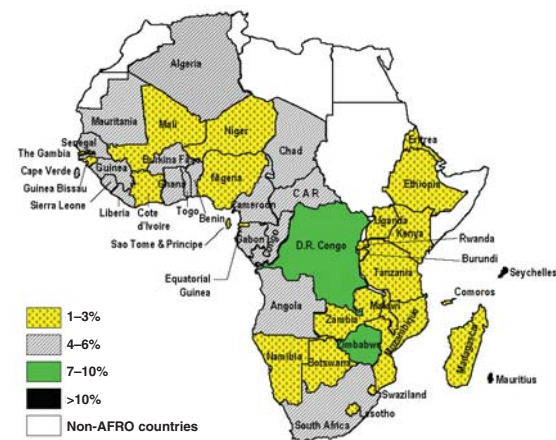 Algeria
Mauritania
Mali
Niger
Senegal
The Gambia
Cape Verde
Guinea Bissau
Sierra Leone
Guinea
Liberia
Burkina Faso
Ghana
Cote
d'Ivoire
Togo
Benin
Nigeria
Chad
Eritrea
Ethiopia
Cameroon
C A R
Sao Tome & Principe
Equatorial
Guinea
Gabon
D.R. Congo
Uganda
Kenya
Rwanda
Burundi
Tanzania
Seychelles
Comoros
Angola
Zambia
Malawi
Mozambique
Zimbabwe
Madagascar
Mauritius
Namibia
Botswana
Swaziland
Lesotho
South Africa
1–3%
4–6%
7–10%
>10%
Non-AFRO countries